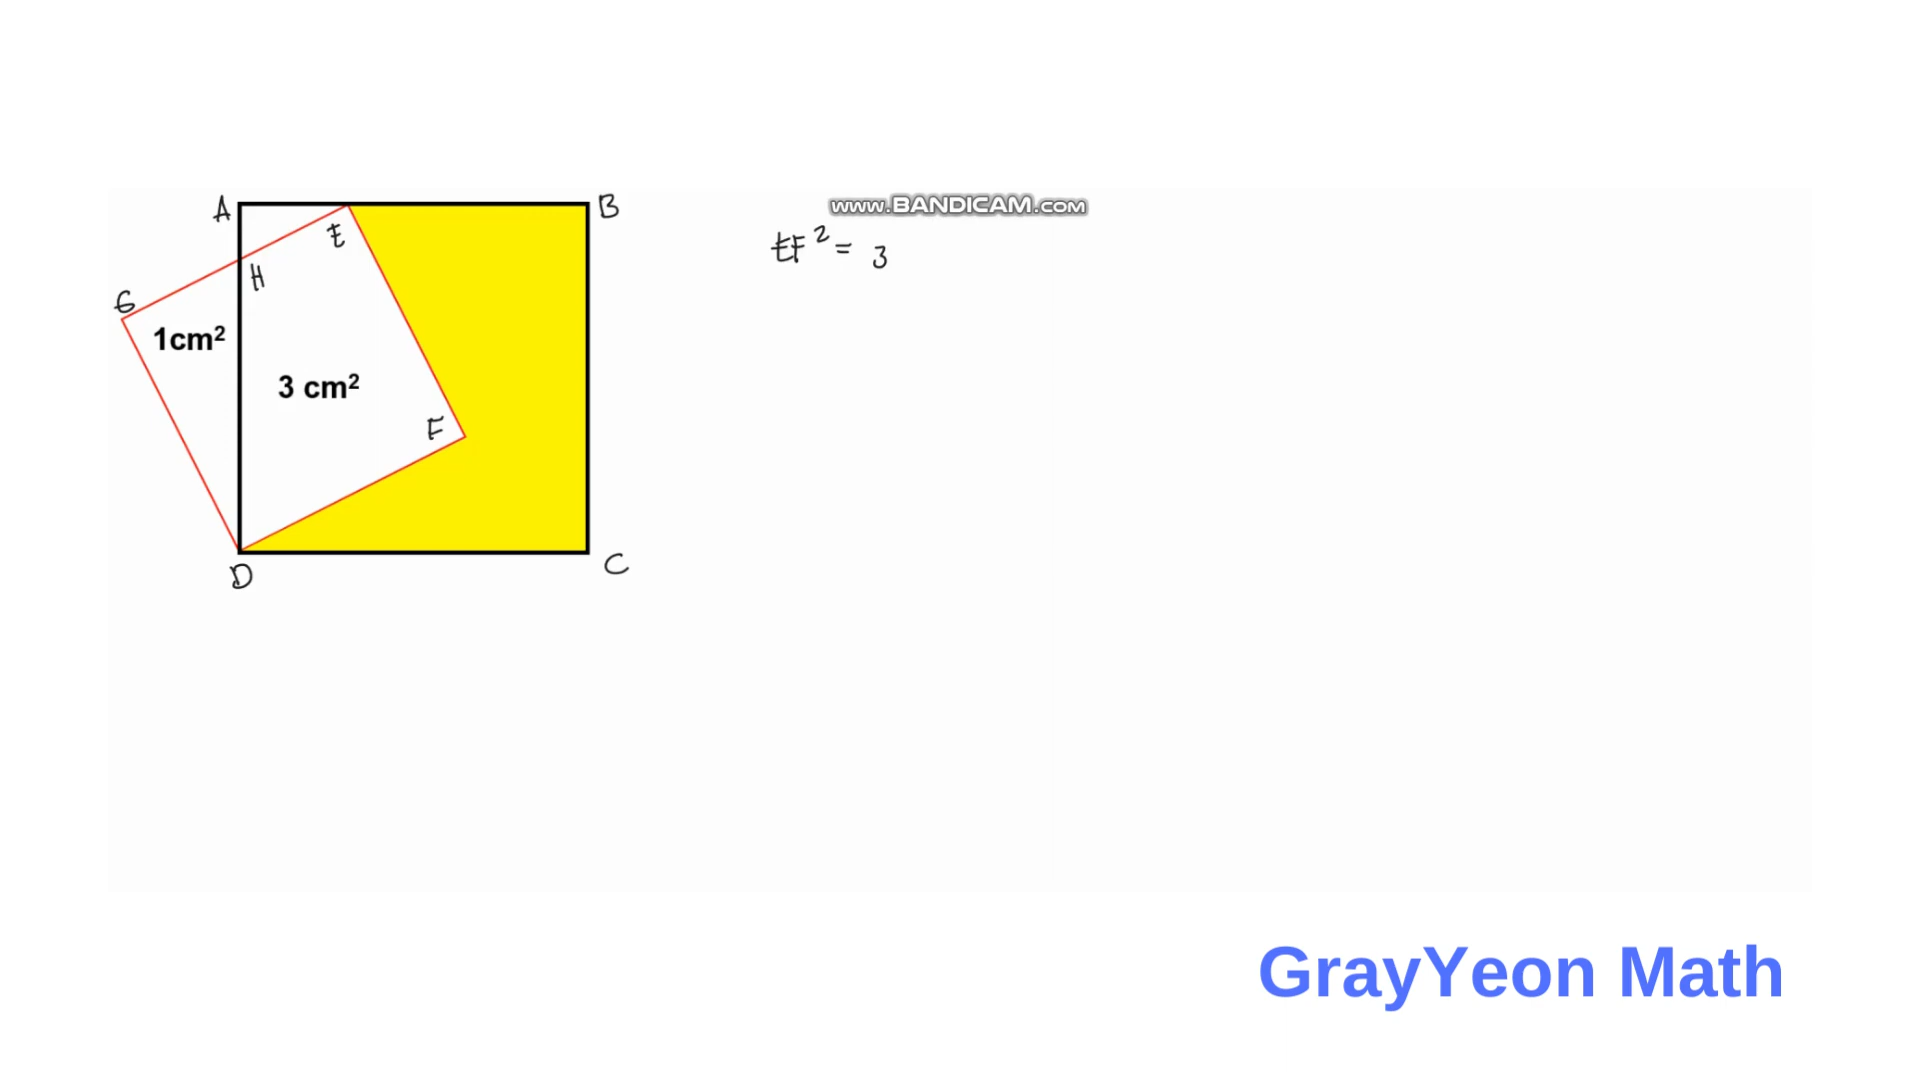 A
B
www.BANDICAM.com
E
EF² = 3
H
G
1cm²
3 cm²
F
D
C
GrayYeon Math